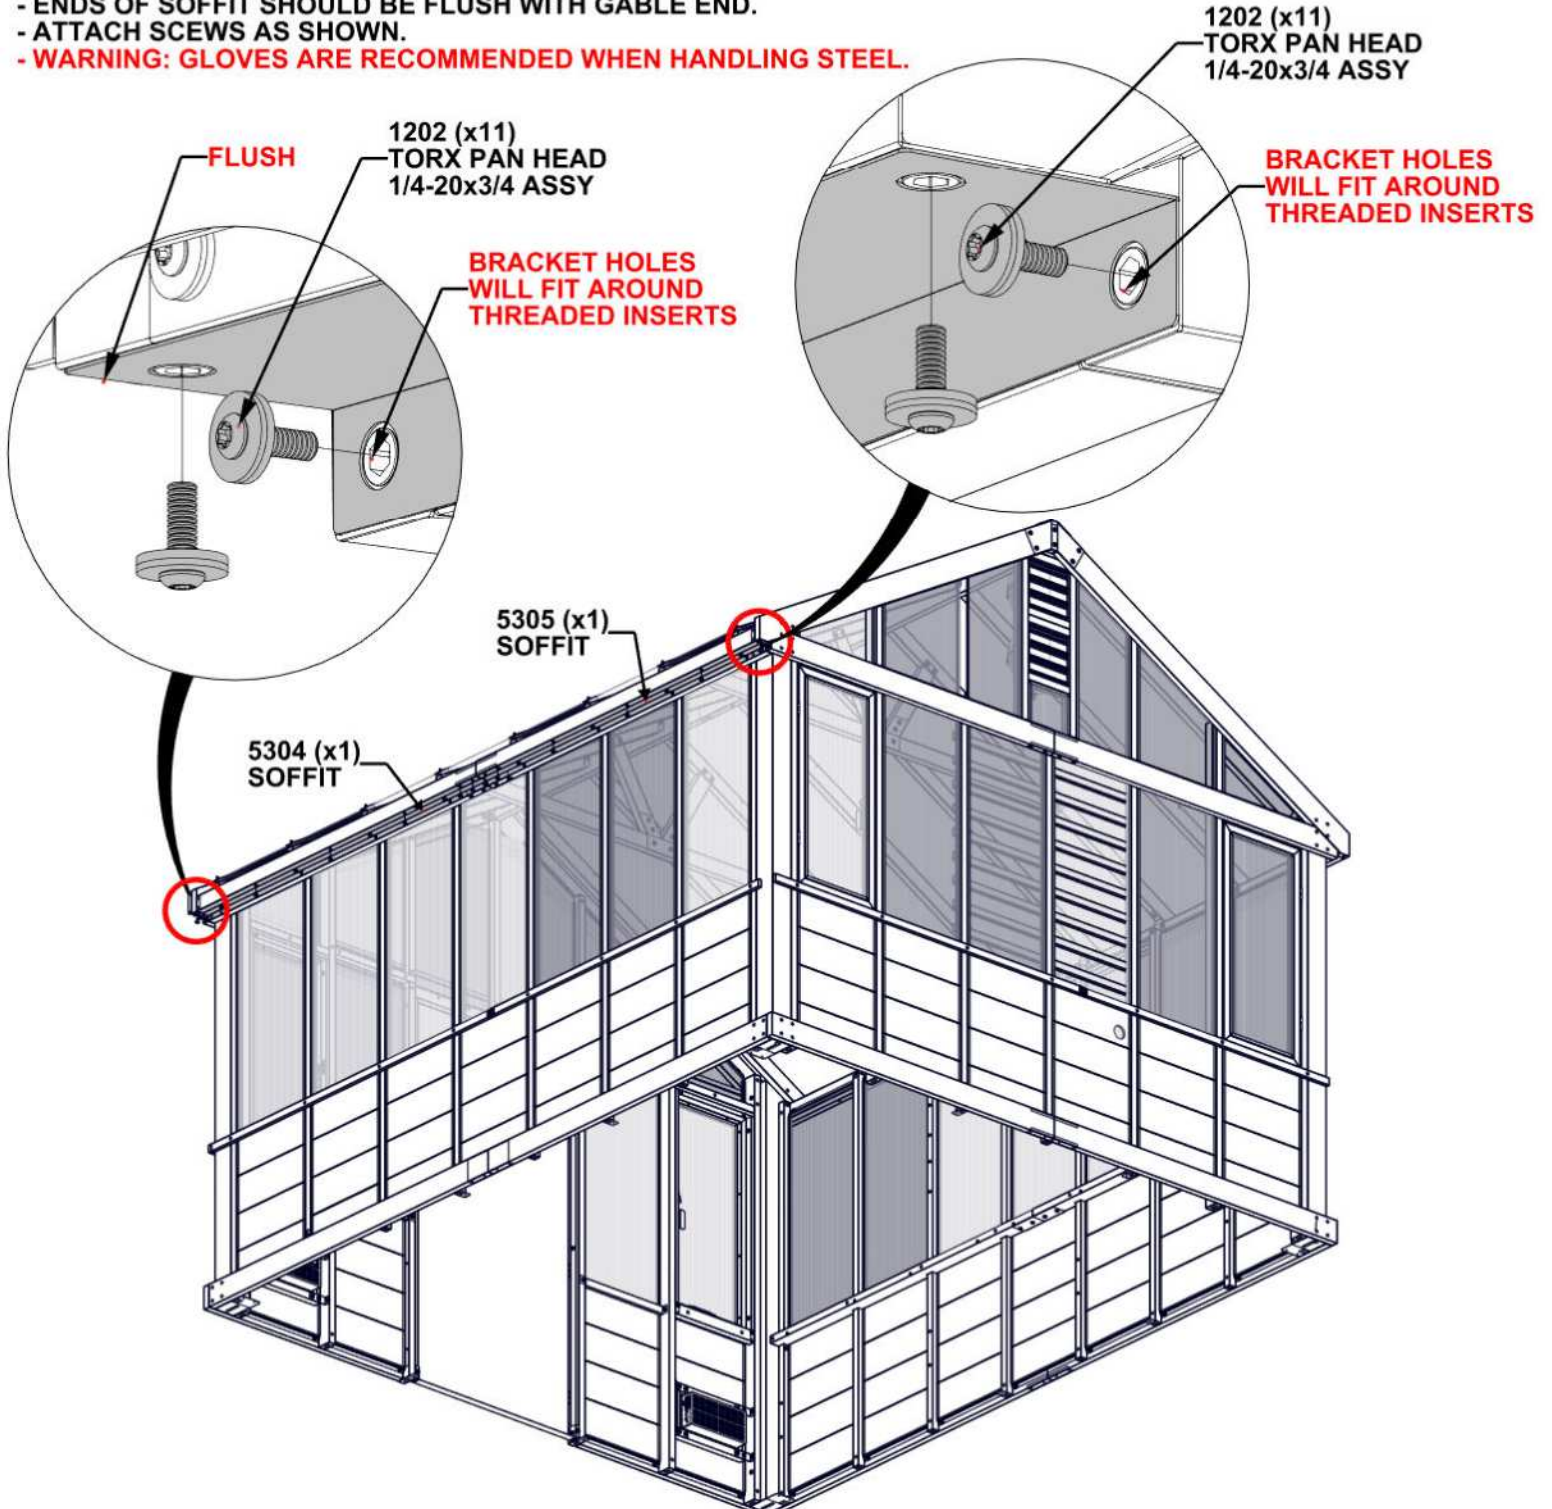 - ENDS OF SOFFIT SHOULD BE FLUSH WITH GABLE END.
- ATTACH SCEWS AS SHOWN.
- WARNING: GLOVES ARE RECOMMENDED WHEN HANDLING STEEL.
1202 (x11)
TORX PAN HEAD
1/4-20x3/4 ASSY
FLUSH
1202 (x11)
TORX PAN HEAD
1/4-20x3/4 ASSY
BRACKET HOLES
WILL FIT AROUND
THREADED INSERTS
BRACKET HOLES
WILL FIT AROUND
THREADED INSERTS
5305 (x1)
SOFFIT
5304 (x1)
SOFFIT